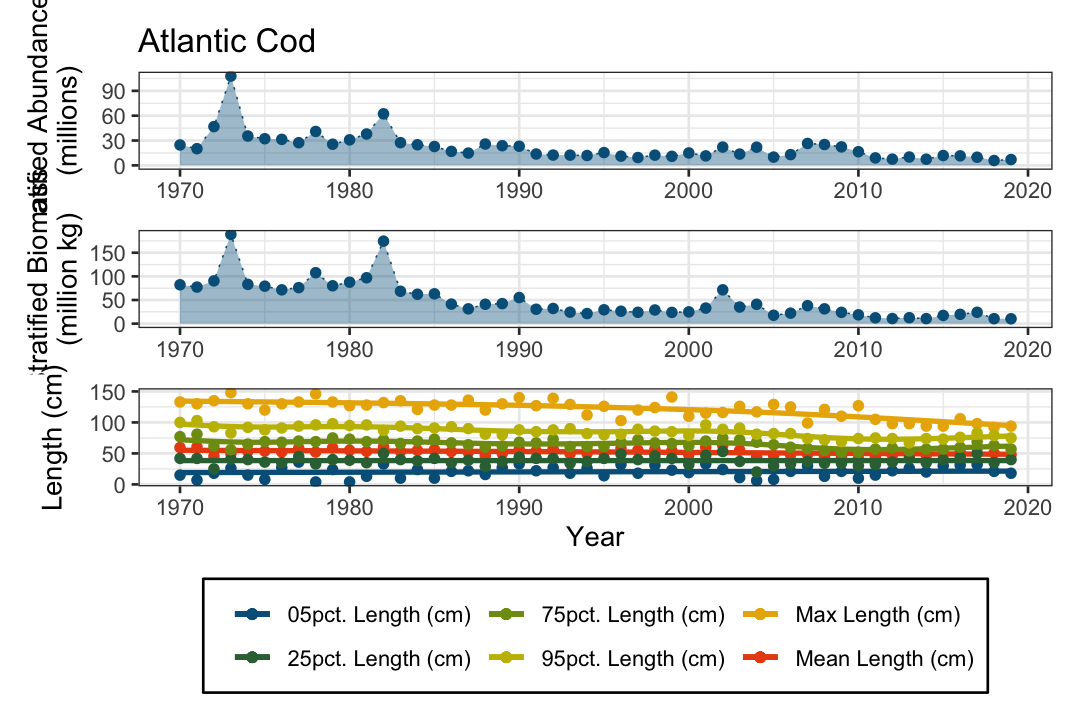 Atlantic Cod
Abundance
(millions)
90
60
30
0
1970 1980 1990 2000 2010 2020
(million kg)
150
100
50
0
1970 1980 1990 2000 2010 2020
Length (cm)
150
100
50
0
1970 1980 1990 2000 2010 2020
Year
05pct. Length (cm) 75pct. Length (cm) Max Length (cm)
25pct. Length (cm) 95pct. Length (cm) Mean Length (cm)